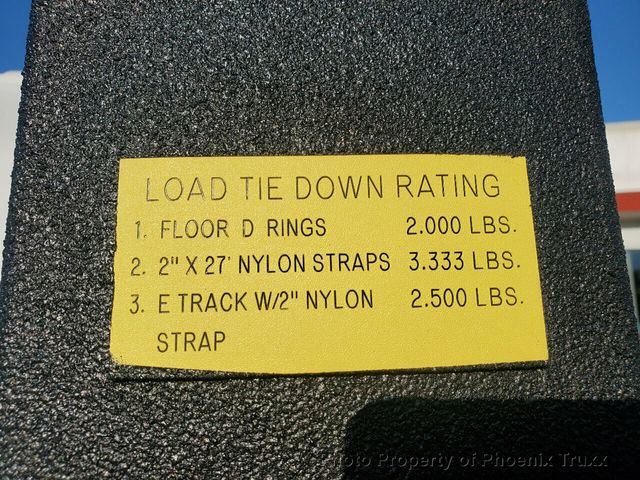 LOAD TIE DOWN RATING
1. FLOOR D RINGS 2.000 LBS.
2. 2" X 27' NYLON STRAPS 3.333 LBS.
3. E TRACK W/2" NYLON 2.500 LBS.
STRAP
Property of Phoenix Truxx